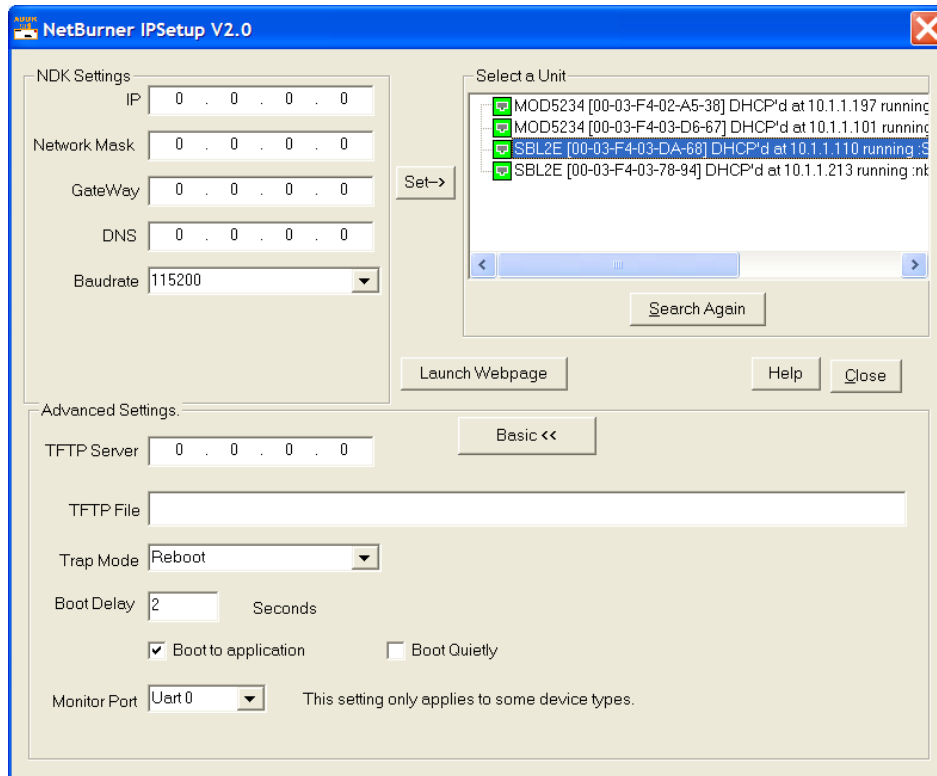 NetBurner IPSetup V2.0
NDK Settings
IP 0 . 0 . 0 . 0
Network Mask 0 . 0 . 0 . 0
GateWay 0 . 0 . 0 . 0
DNS 0 . 0 . 0 . 0
Baudrate 115200
Set-->
Select a Unit
MOD5234 [00-03-F4-02-A5-38] DHCP'd at 10.1.1.197 running
MOD5234 [00-03-F4-03-D6-67] DHCP'd at 10.1.1.101 running
SBL2E [00-03-F4-03-DA-68] DHCP'd at 10.1.1.110 running :S
SBL2E [00-03-F4-03-78-94] DHCP'd at 10.1.1.213 running :nb
Search Again
Launch Webpage
Help
Close
Advanced Settings.
Basic <<
TFTP Server 0 . 0 . 0 . 0
TFTP File
Trap Mode Reboot
Boot Delay 2 Seconds
Boot to application
Boot Quietly
Monitor Port Uart 0 This setting only applies to some device types.